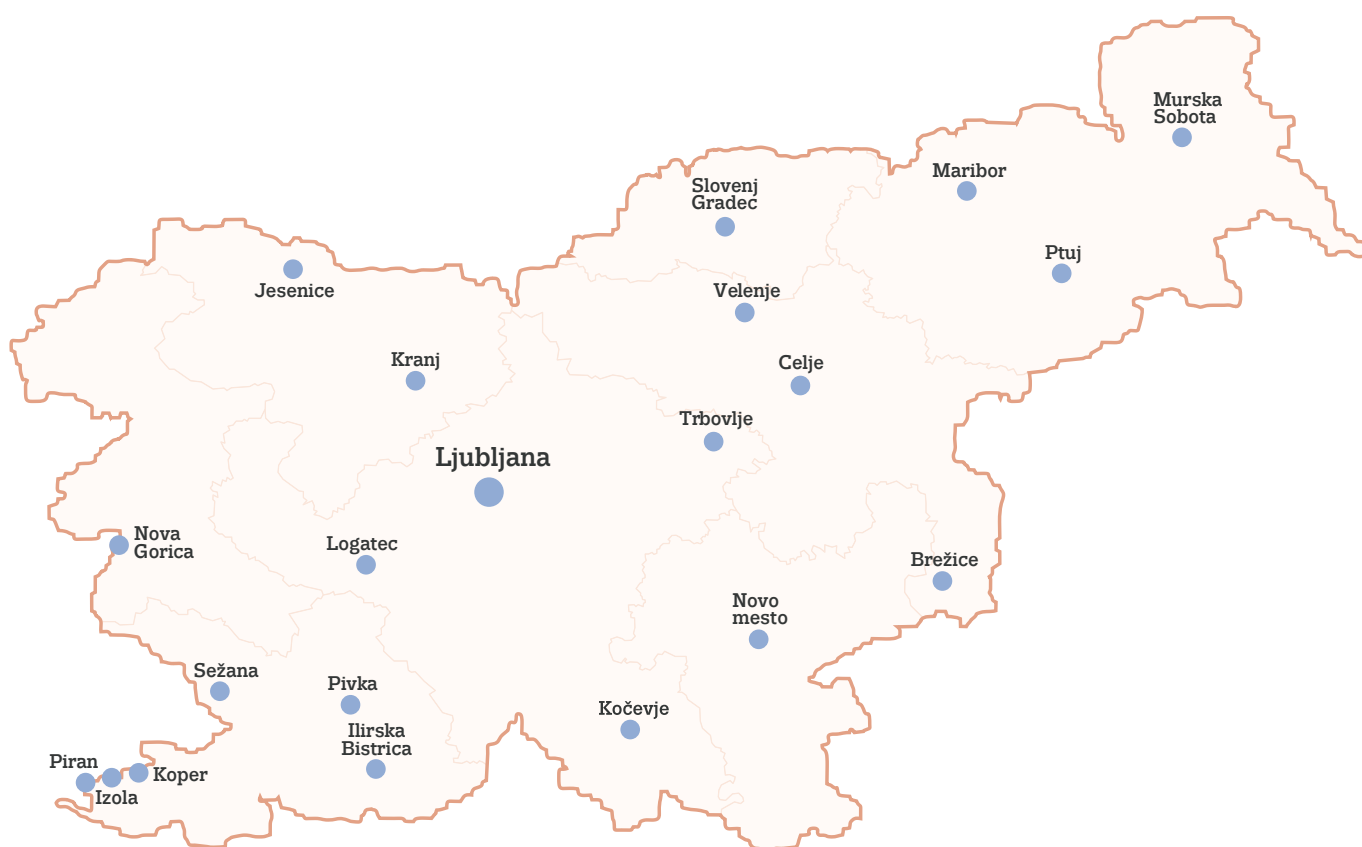 Murska
Sobota
Maribor
Slovenj
Gradec
Ptuj
Jesenice
Velenje
Kranj
Celje
Trbovlje
Ljubljana
Nova
Gorica
Logatec
Brežice
Novo
mesto
Sežana
Pivka
Kočevje
Ilirska
Bistrica
Piran
Koper
Izola